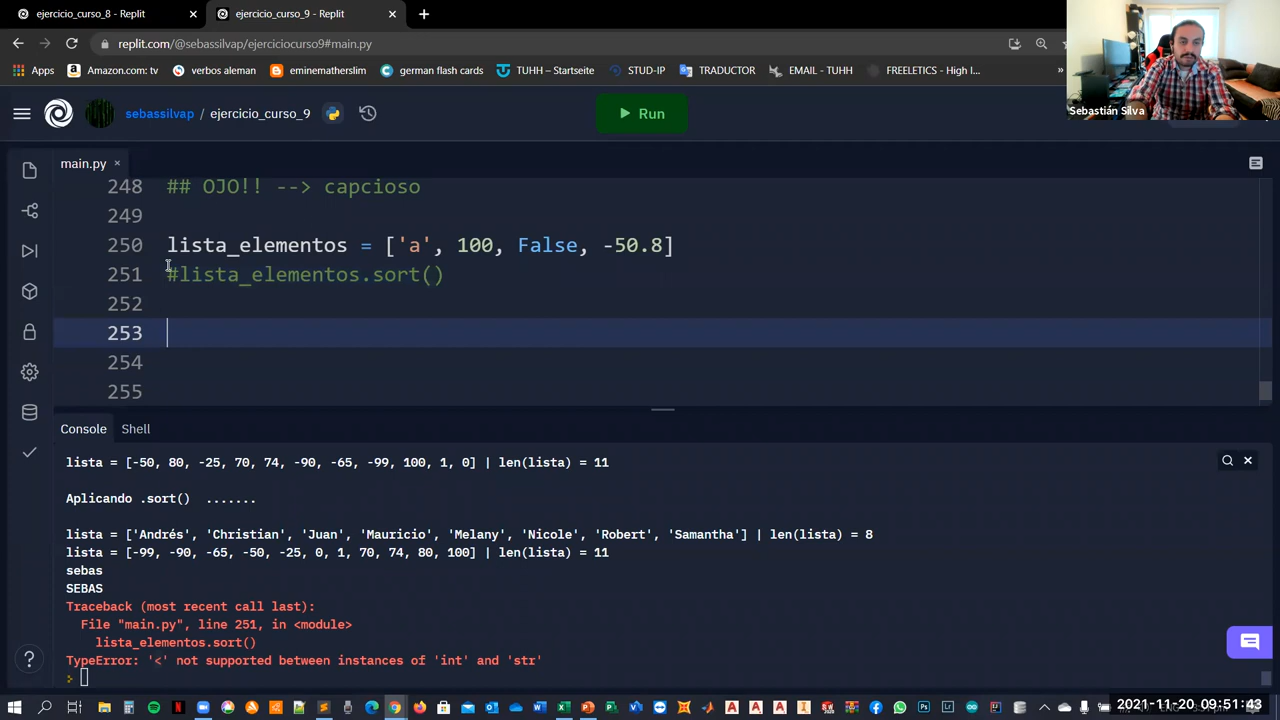 ejercicio_curso_8 - Replit
ejercicio_curso_9 - Replit
replit.com/@sebassilvap/ejerciciocurso9#main.py
Apps
Amazon.com: tv
verbos aleman
eminematherslim
german flash cards
TUHH – Startseite
STUD-IP
TRADUCTOR
EMAIL - TUHH
FREELETICS - High I...
Sebastián Silva
sebassilvap / ejercicio_curso_9
Run
main.py
248 ## OJO!! --> capcioso
249
250 lista_elementos = ['a', 100, False, -50.8]
251 #lista_elementos.sort()
252
253
254
255
Console
Shell
lista = [-50, 80, -25, 70, 74, -90, -65, -99, 100, 1, 0] | len(lista) = 11
Aplicando .sort() .......
lista = ['Andrés', 'Christian', 'Juan', 'Mauricio', 'Melany', 'Nicole', 'Robert', 'Samantha'] | len(lista) = 8
lista = [-99, -90, -65, -50, -25, 0, 1, 70, 74, 80, 100] | len(lista) = 11
sebas
SEBAS
Traceback (most recent call last):
File "main.py", line 251, in <module>
lista_elementos.sort()
TypeError: '<' not supported between instances of 'int' and 'str'
2021-11-20 09:51:43